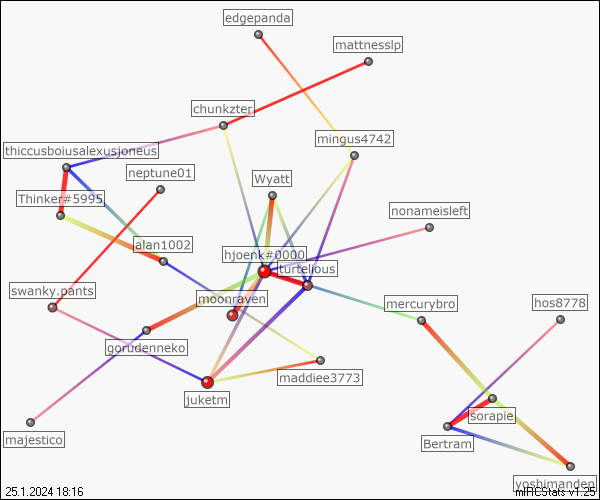 edgepanda
mattnesslp
chunkzter
mingus4742
thiccusboiusalexusjoneus
neptune01
Wyatt
Thinker#5995
nonameisleft
alan1002
hjoenk#0000
turtelious
swanky.pants
moonraven
mercurybro
hos8778
gorudenneko
maddiee3773
juketm
sorapie
majestico
Bertram
yoshimanden
25.1.2024 18:16
mIRCStats v1.25